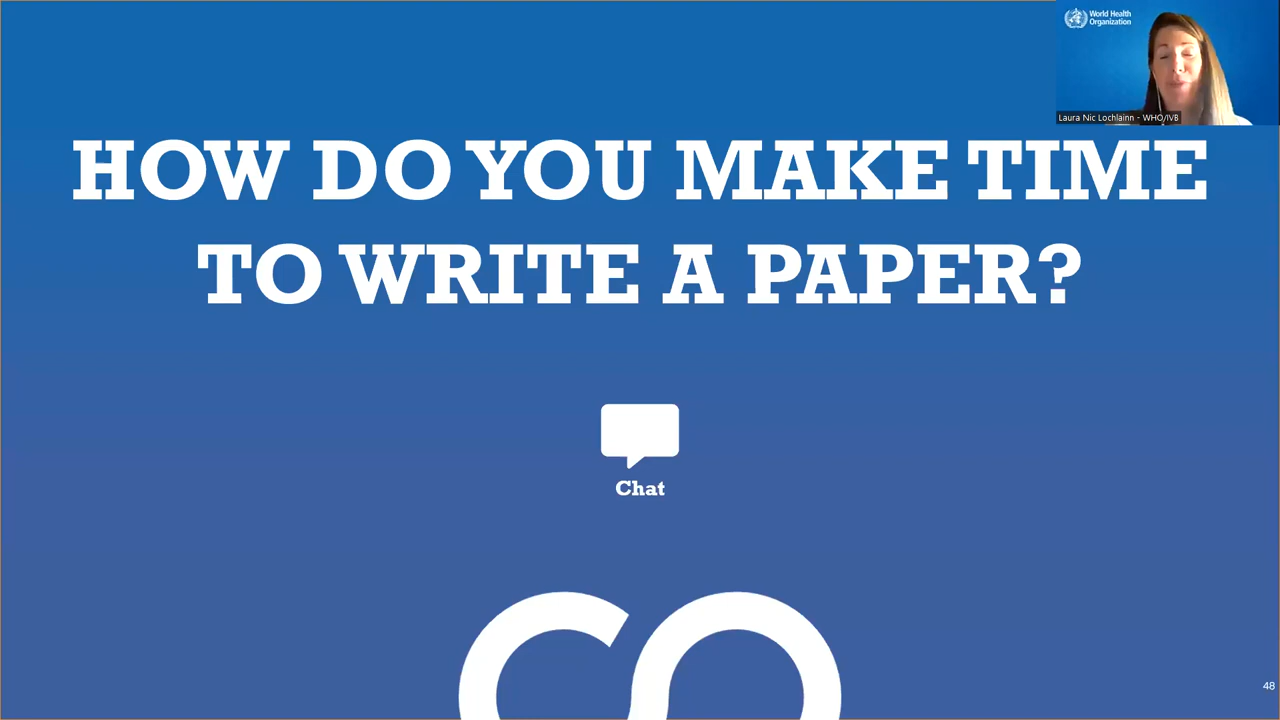 World Health
Organization
Laura Nic Lochlainn - WHO/IVB
HOW DO YOU MAKE TIME
TO WRITE A PAPER?
Chat
48